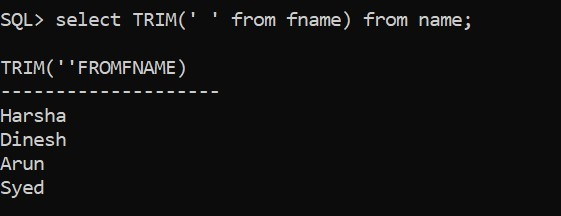 SQL> select TRIM(' ' from fname) from name;
TRIM(''FROMFNAME)
--------------------
Harsha
Dinesh
Arun
Syed